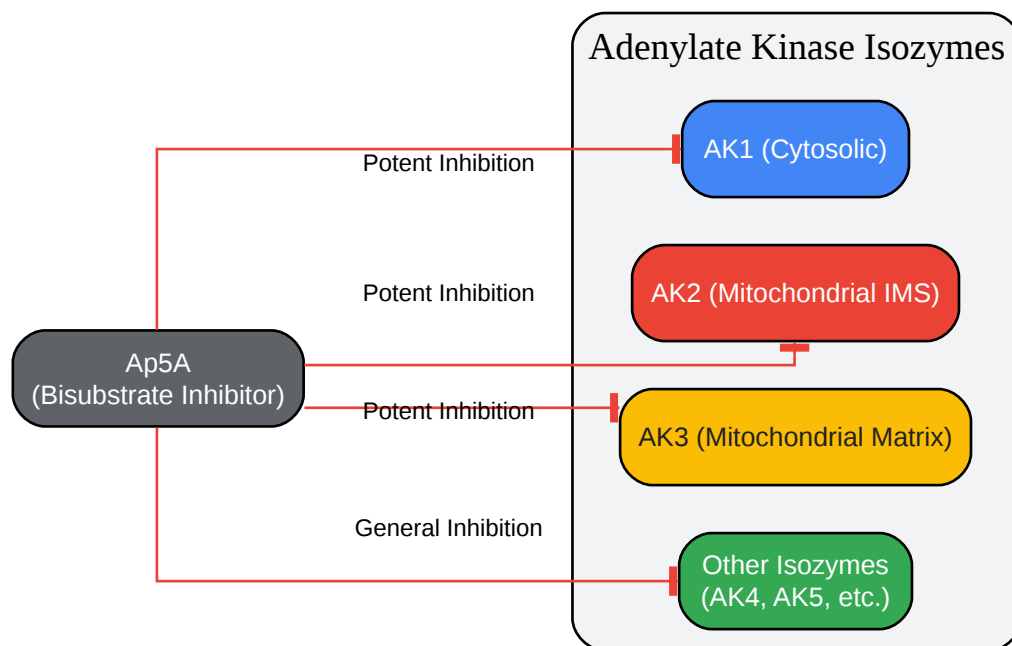 Adenylate Kinase Isozymes
AK1 (Cytosolic)
Potent Inhibition
AK2 (Mitochondrial IMS)
Potent Inhibition
Ap5A
(Bisubstrate Inhibitor)
Potent Inhibition
AK3 (Mitochondrial Matrix)
General Inhibition
Other Isozymes
(AK4, AK5, etc.)